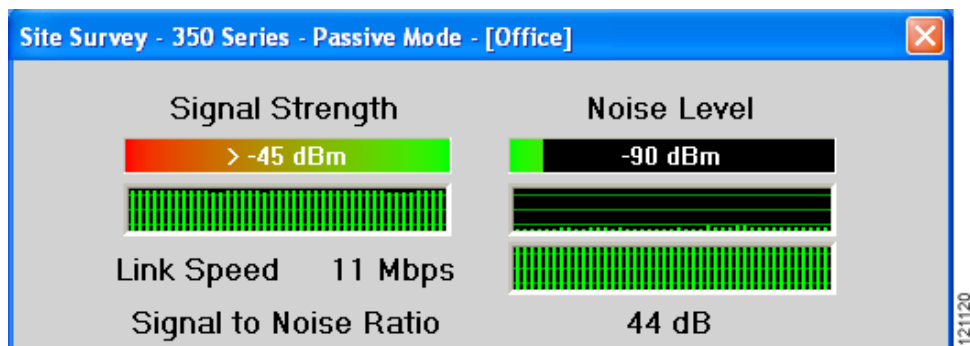 Site Survey - 350 Series - Passive Mode - [Office]
Signal Strength
Noise Level
> -45 dBm
-90 dBm
Link Speed 11 Mbps
Signal to Noise Ratio 44 dB
121120